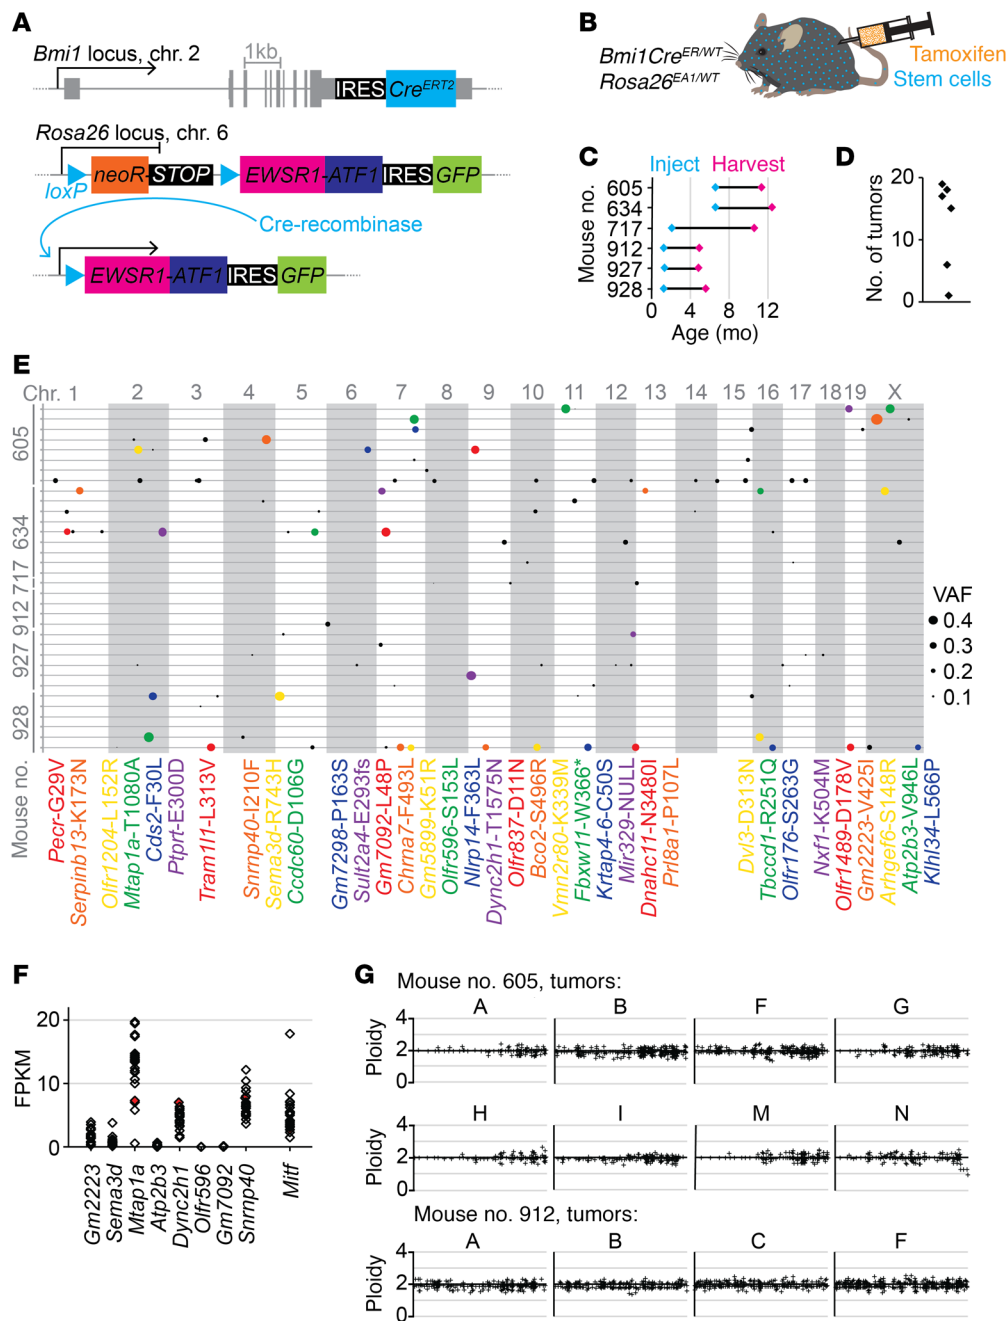 A
Bmi1 locus, chr. 2
1kb
IRES CreERT2
Rosa26 locus, chr. 6
loxP
neoR-STOP
EWSR1-ATF1 IRES GFP
Cre-recombinase
EWSR1-ATF1 IRES GFP
B
Bmi1CreER/WT
Rosa26EA1/WT
Tamoxifen
Stem cells
C
Inject Harvest
Mouse no.
605
634
717
912
927
928
0 4 8 12
Age (mo)
D
No. of tumors
20
10
0
E
Chr. 1 2 3 4 5 6 7 8 9 10 11 12 13 14 15 16 17 18 19 X
605
634
717
912
927
928
Mouse no.
VAF
0.4
0.3
0.2
0.1
Pecr-G29V
Serpinb13-K173N
Olfr1204-L152R
Mtap1a-T1080A
Cds2-F30L
Ptprt-E300D
Tram1l1-L313V
Snrnp40-I210F
Sema3d-R743H
Ccdc60-D106G
Gm7298-P163S
Sult2a4-E293fs
Gm7092-L48P
Chrna7-F493L
Gm5899-K51R
Olfr596-S153L
Nlrp14-F363L
Dync2h1-T1575N
Olfr837-D11N
Bco2-S496R
Vmn2r80-K339M
Fbxw11-W366*
Krtap4-6-C50S
Mir329-NULL
Dnahc11-N3480I
Prl8a1-P107L
Dvl3-D313N
Tbccd1-R251Q
Olfr176-S263G
Nxf1-K504M
Olfr1489-D178V
Gm2223-V425I
Arhgef6-S148R
Atp2b3-V946L
Klhl34-L566P
F
FPKM
20
10
0
Gm2223
Sema3d
Mtap1a
Atp2b3
Dync2h1
Olfr596
Gm7092
Snrnp40
Mitf
G
Mouse no. 605, tumors:
A B F G
Ploidy
4
2
0
H I M N
Ploidy
4
2
0
Mouse no. 912, tumors:
A B C F
Ploidy
4
2
0